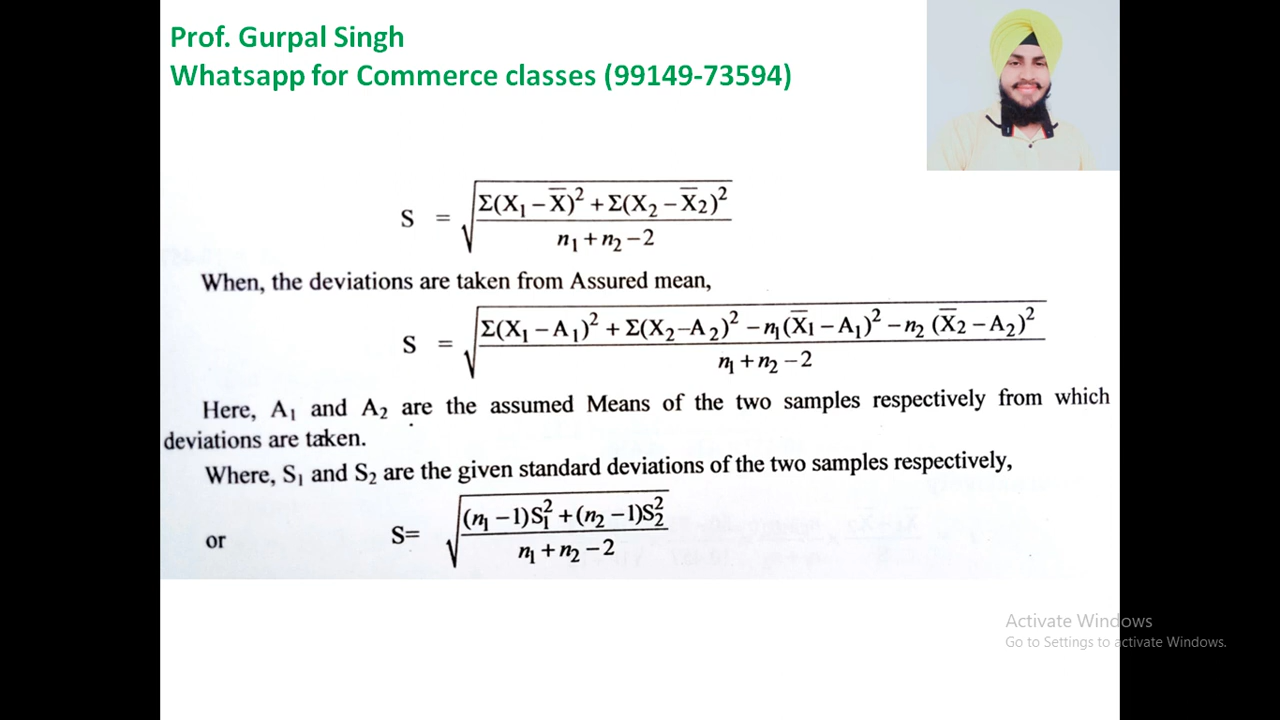 Prof. Gurpal Singh
Whatsapp for Commerce classes (99149-73594)
S = √((Σ(X₁ – X̄)² + Σ(X₂ – X̄₂)²) / (n₁ + n₂ – 2))
When, the deviations are taken from Assured mean,
S = √((Σ(X₁ – A₁)² + Σ(X₂–A₂)² – n₁(X̄₁ – A₁)² – n₂ (X̄₂ – A₂)²) / (n₁ + n₂ – 2))
Here, A₁ and A₂ are the assumed Means of the two samples respectively from which
deviations are taken.
Where, S₁ and S₂ are the given standard deviations of the two samples respectively,
or S= √(((n₁ – 1)S₁² + (n₂ – 1)S₂²) / (n₁ + n₂ – 2))
Activate Windows
Go to Settings to activate Windows.